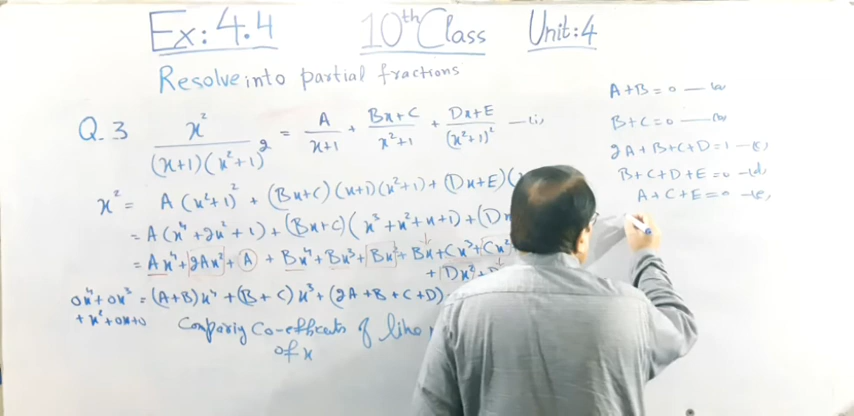 Ex: 4.4 10th Class Unit: 4
Resolve into partial fractions
Q. 3 x²/((x+1)(x²+1)²) = A/(x+1) + (Bx+C)/(x²+1) + (Dx+E)/(x²+1)² — (i)
x² = A(x²+1)² + (Bx+C)(x+1)(x²+1) + (Dx+E)(
= A(x⁴+2x²+1) + (Bx+C)(x³+x²+x+1) + (D
= Ax⁴+2Ax²+A + Bx⁴+Bx³+Bx²+Bx+Cx³+Cx²
+Dx²+D
0x⁴+0x³ = (A+B)x⁴ + (B+C)x³ + (2A+B+C+D)
+x²+0x+0
Comparing Co-efficients of like
of x
A+B=0 — (a)
B+C=0 — (b)
2A+B+C+D=1 — (c)
B+C+D+E=0 — (d)
A+C+E=0 — (e)